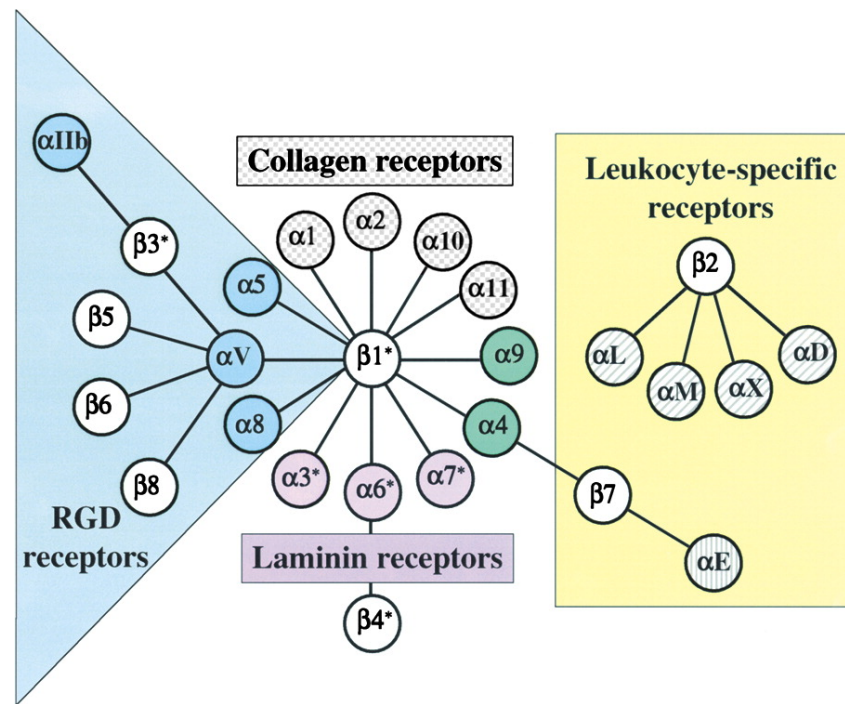 αIIb
β3*
β5
αV
β6
β8
α5
α8
RGD
receptors
Collagen receptors
α1
α2
α10
α11
β1*
α9
α4
α3*
α6*
α7*
Laminin receptors
β4*
Leukocyte-specific
receptors
β2
αL
αM
αX
αD
β7
αE